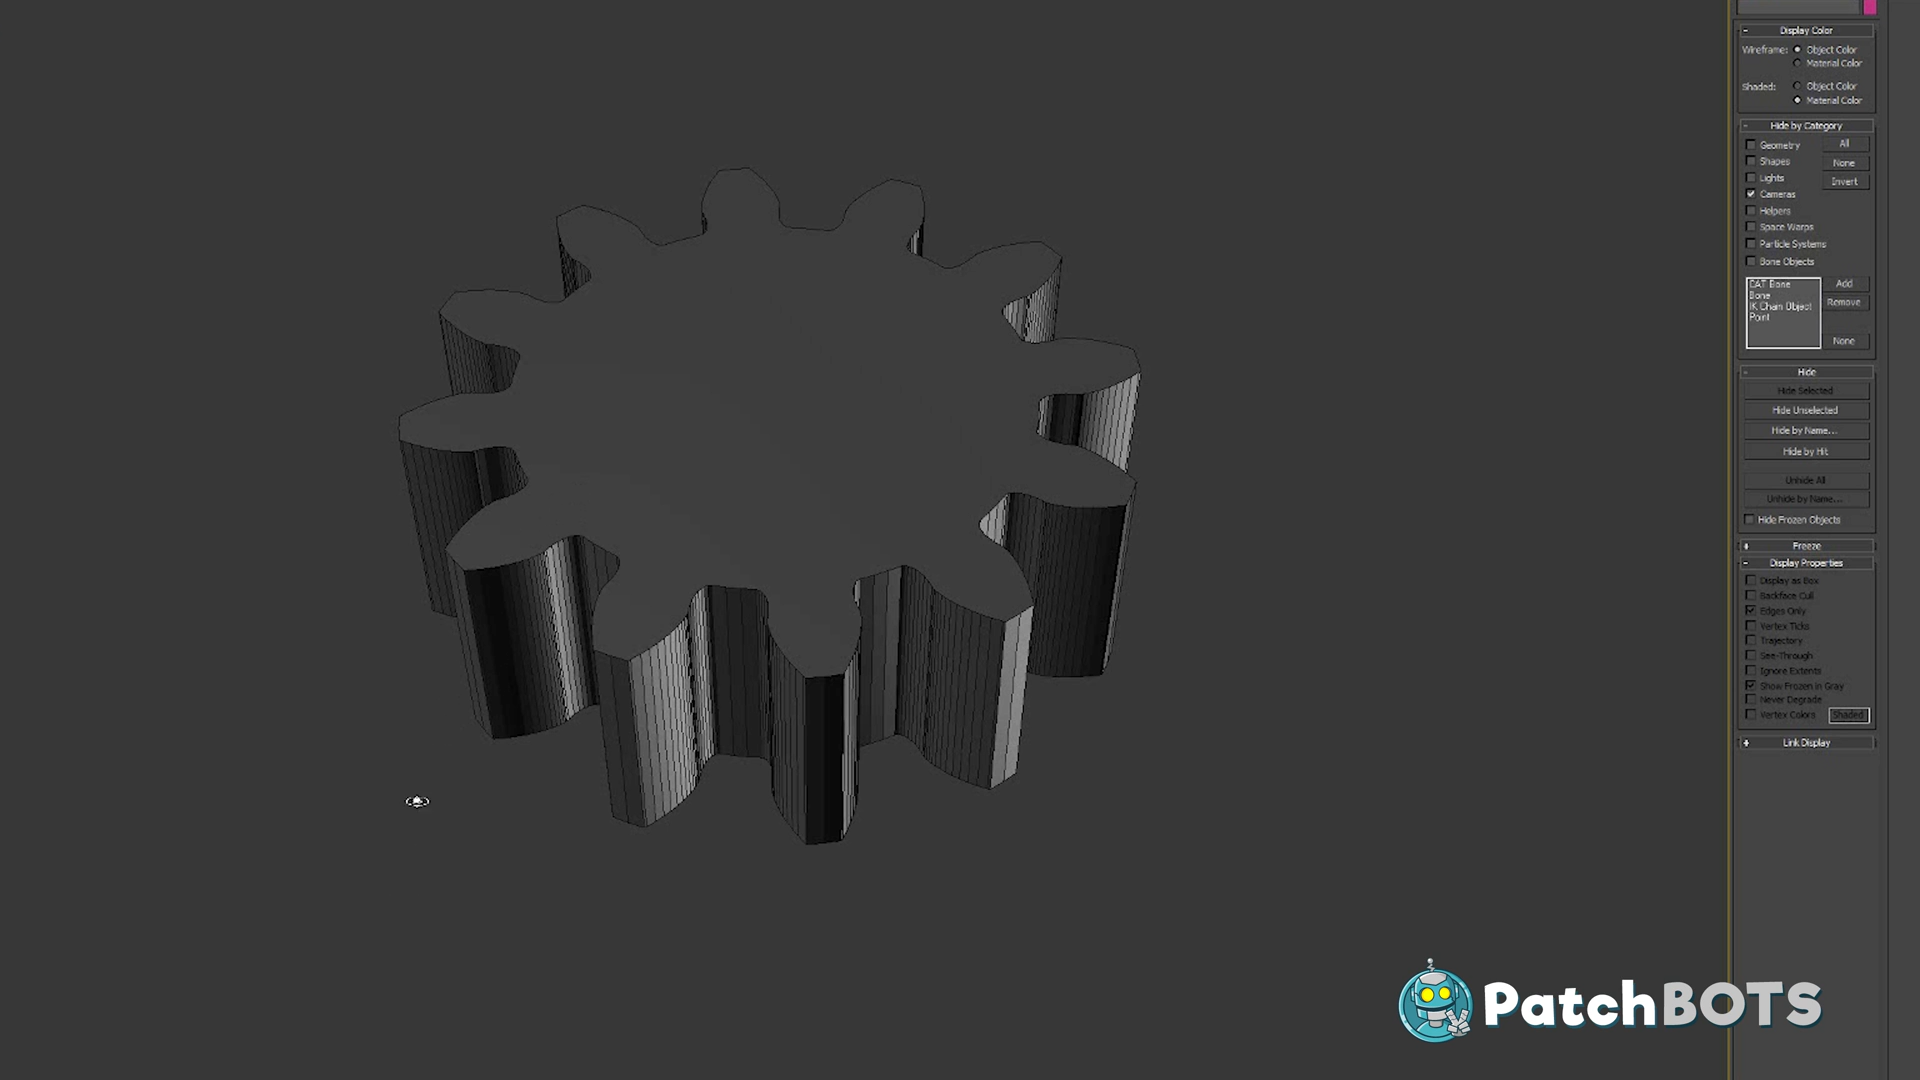 Display Color
Wireframe: Object Color
Material Color
Shaded: Object Color
Material Color
Hide by Category
Geometry All
Shapes None
Lights Invert
Cameras
Helpers
Space Warps
Particle Systems
Bone Objects
CAT Bone Add
Bone
IK Chain Object Remove
Point
None
Hide
Hide Selected
Hide Unselected
Hide by Name...
Hide by Hit
Unhide All
Unhide by Name...
Hide Frozen Objects
Freeze
Display Properties
Display as Box
Backface Cull
Edges Only
Vertex Ticks
Trajectory
See-Through
Ignore Extents
Show Frozen in Gray
Never Degrade
Vertex Colors Shaded
Link Display
PatchBOTS